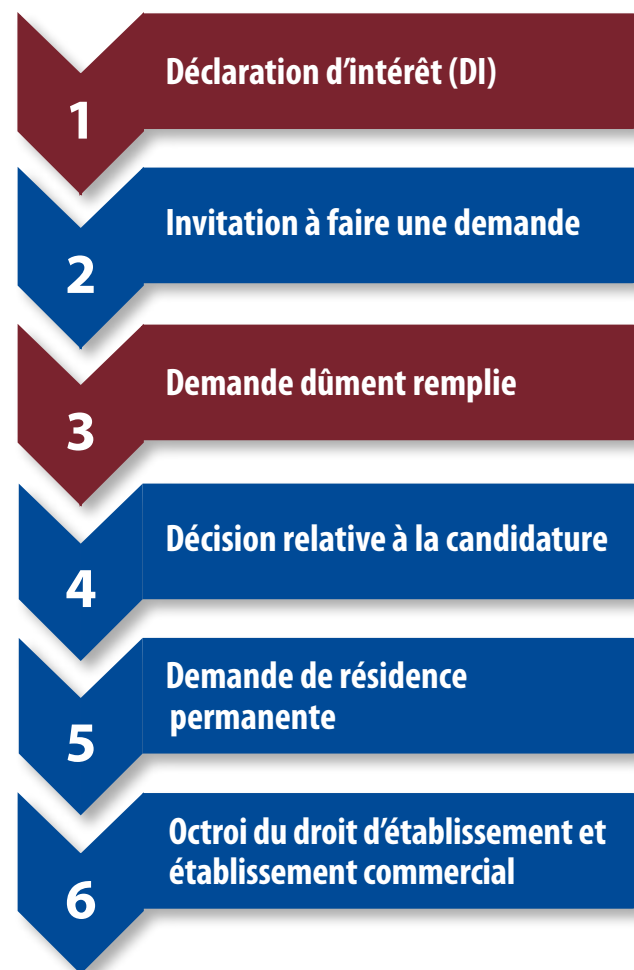 1
Déclaration d’intérêt (DI)
2
Invitation à faire une demande
3
Demande dûment remplie
4
Décision relative à la candidature
5
Demande de résidence
permanente
6
Octroi du droit d’établissement et
établissement commercial